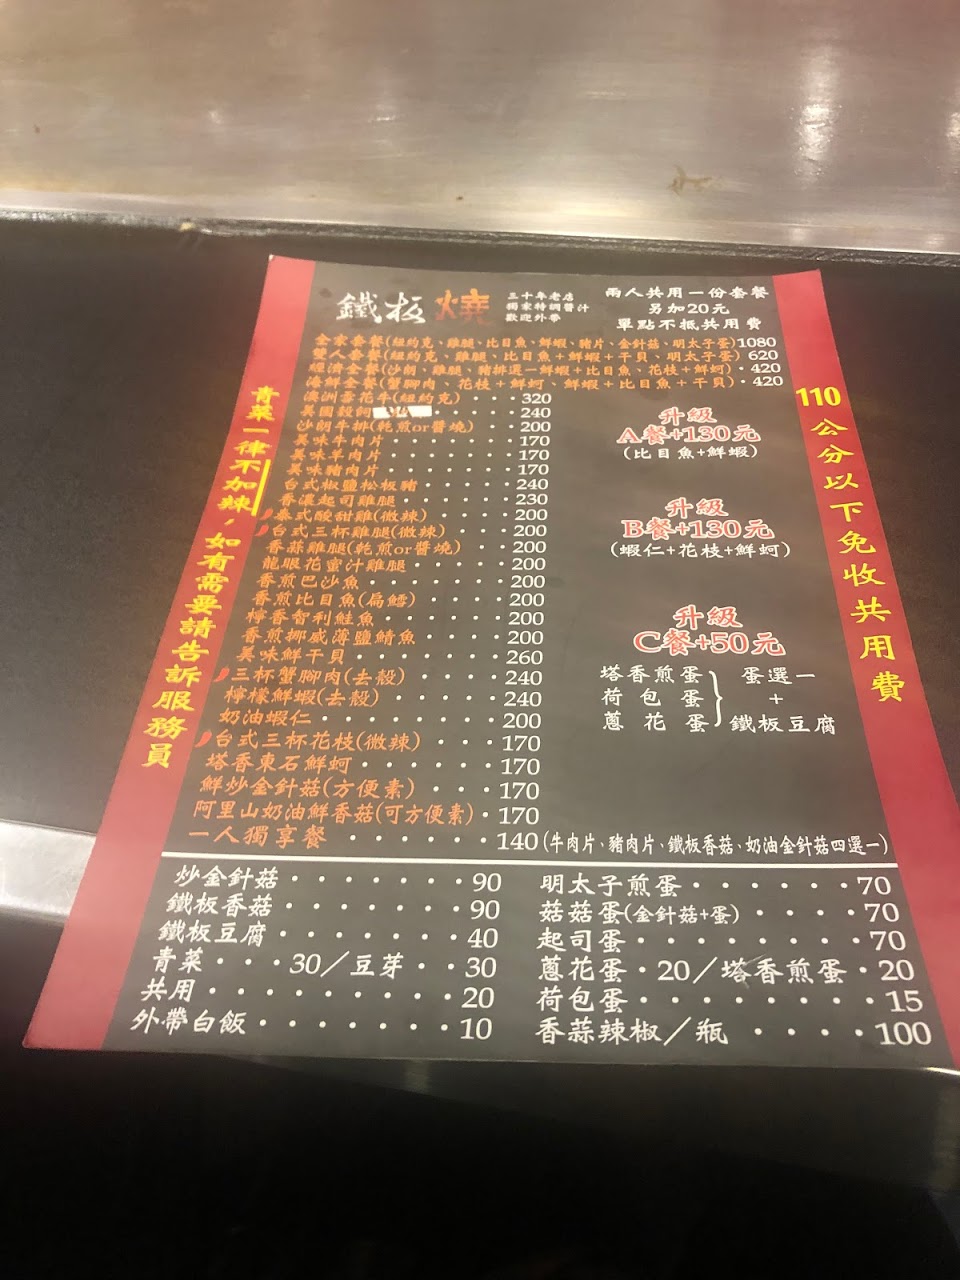 鐵板燒
三十年老店
獨家特調醬汁
歡迎外帶
兩人共用一份套餐
另加20元
單點不抵共用費
全家套餐(紐約克、雞腿、比目魚、鮮蝦、豬片、金針菇、明太子蛋)1080
雙人套餐(紐約克、雞腿、比目魚+鮮蝦+干貝、明太子蛋)620
經濟全餐(沙朗、雞腿、豬排選一鮮蝦+比目魚、花枝+鮮蚵)·420
海鮮全餐(蟹腳肉、花枝+鮮蚵、鮮蝦+比目魚+干貝)·420
澳洲雪花牛(紐約克)···320
美國穀飼 ···240
沙朗牛排(乾煎or醬燒)··200
美味牛肉片·········170
美味羊肉片·········170
美味豬肉片·········170
台式椒鹽松板豬······240
香濃起司雞腿·······230
泰式酸甜雞(微辣)····200
台式三杯雞腿(微辣)···200
香蒜雞腿(乾煎or醬燒)··200
龍眼花蜜汁雞腿·····200
香煎巴沙魚·······200
香煎比目魚(扁鱈)····200
檸香智利鮭魚······200
香煎挪威薄鹽鯖魚····200
美味鮮干貝·······260
三杯蟹腳肉(去殼)····240
檸檬鮮蝦(去殼)·····240
奶油蝦仁········200
台式三杯花枝(微辣)···170
塔香東石鮮蚵······170
鮮炒金針菇(方便素)···170
阿里山奶油鮮香菇(可方便素)·170
一人獨享餐······140(牛肉片、豬肉片、鐵板香菇、奶油金針菇四選一)
升級
A餐+130元
(比目魚+鮮蝦)
升級
B餐+130元
(蝦仁+花枝+鮮蚵)
升級
C餐+50元
塔香煎蛋
荷包蛋
蔥花蛋
蛋選一
+
鐵板豆腐
炒金針菇·······90
鐵板香菇·······90
鐵板豆腐·······40
青菜···30/豆芽··30
共用·········20
外帶白飯·······10
明太子煎蛋······70
菇菇蛋(金針菇+蛋)····70
起司蛋········70
蔥花蛋·20/塔香煎蛋·20
荷包蛋········15
香蒜辣椒/瓶····100
青菜一律不加辣，如有需要請告訴服務員
110公分以下免收共用費